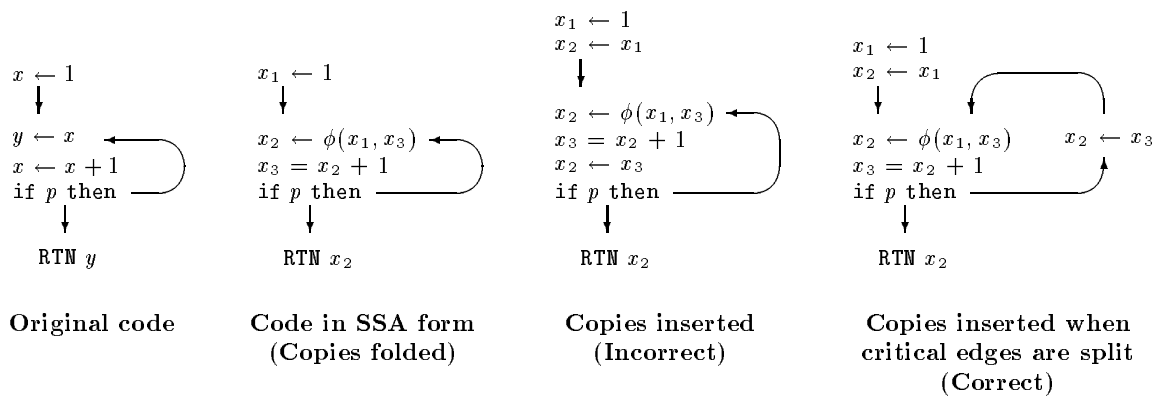 x ← 1
y ← x
x ← x + 1
if p then
RTN y
Original code
x₁ ← 1
x₂ ← ϕ(x₁, x₃)
x₃ = x₂ + 1
if p then
RTN x₂
Code in SSA form
(Copies folded)
x₁ ← 1
x₂ ← x₁
x₂ ← ϕ(x₁, x₃)
x₃ = x₂ + 1
x₂ ← x₃
if p then
RTN x₂
Copies inserted
(Incorrect)
x₁ ← 1
x₂ ← x₁
x₂ ← ϕ(x₁, x₃)
x₃ = x₂ + 1
if p then
x₂ ← x₃
RTN x₂
Copies inserted when
critical edges are split
(Correct)